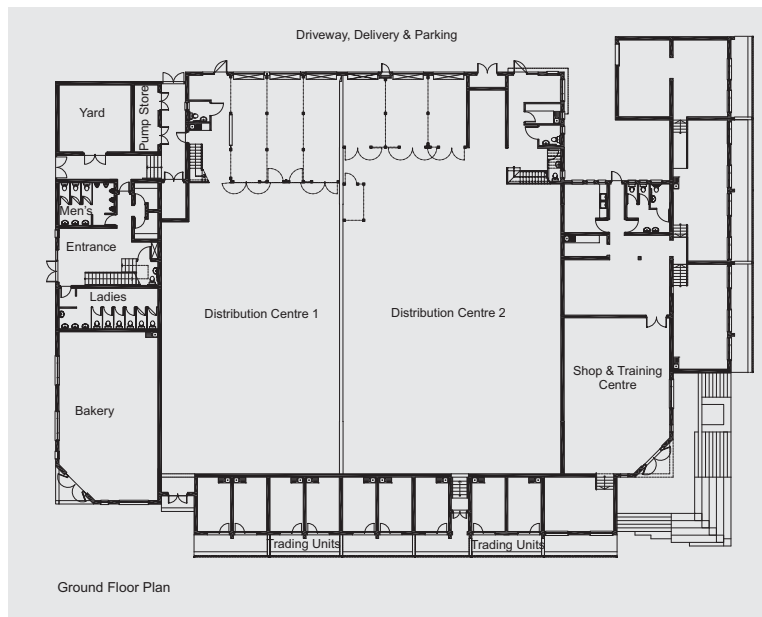 Driveway, Delivery & Parking
Yard
Pump Store
Men's
Entrance
Ladies
Distribution Centre 1
Distribution Centre 2
Shop & Training
Centre
Bakery
Trading Units
Trading Units
Ground Floor Plan